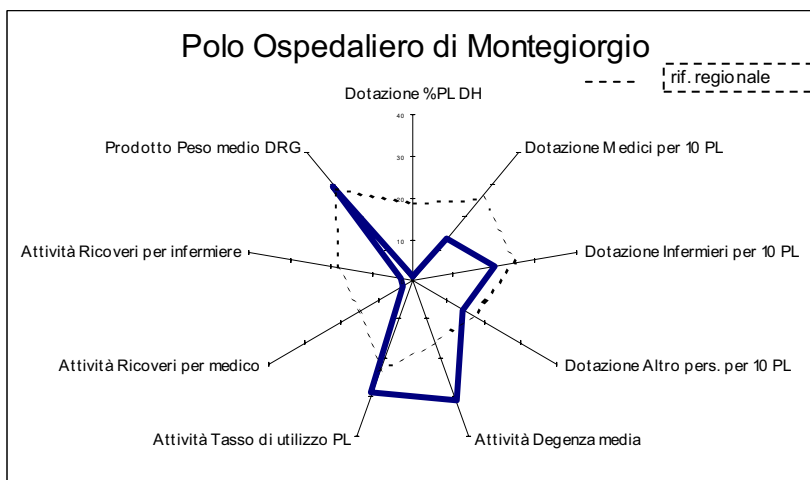 Polo Ospedaliero di Montegiorgio
rif. regionale
Dotazione %PL DH
40
Prodotto Peso medio DRG
Dotazione Medici per 10 PL
30
20
Attività Ricoveri per infermiere
Dotazione Infermieri per 10 PL
10
Attività Ricoveri per medico
Dotazione Altro pers. per 10 PL
Attività Tasso di utilizzo PL
Attività Degenza media